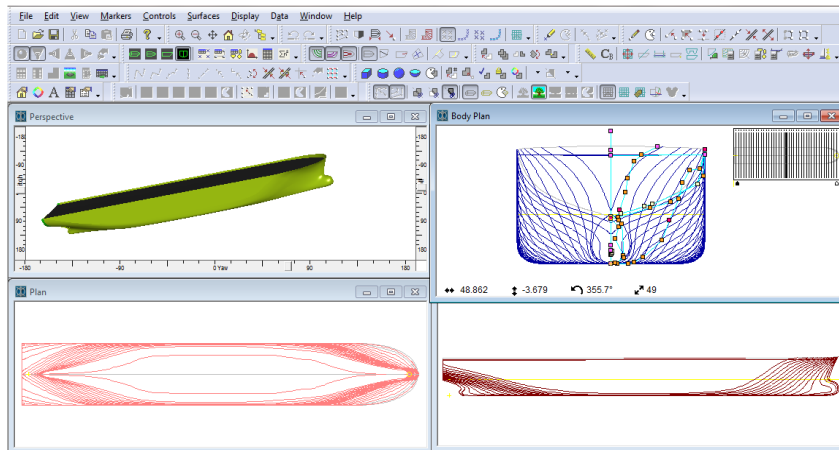 File Edit View Markers Controls Surfaces Display Data Window Help
Perspective
Body Plan
-180
-90
0 Yaw
90
180
48.862 -3.679 355.7° 49
Plan